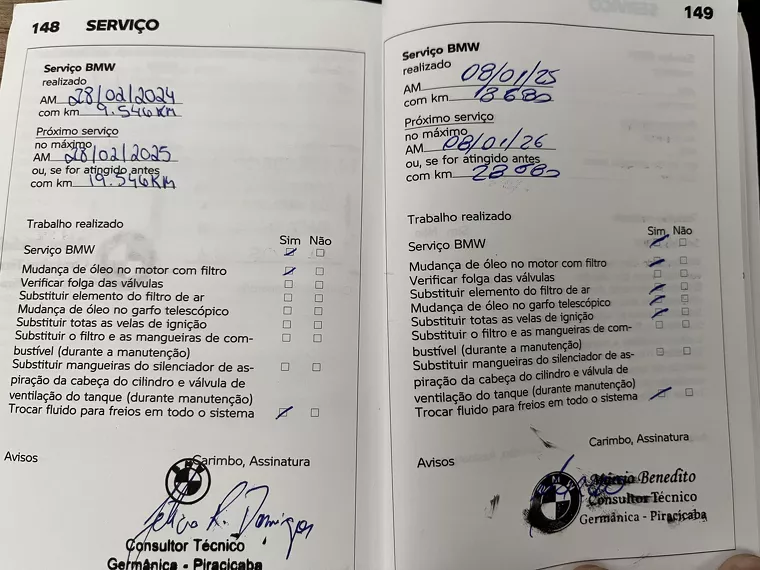 148 SERVIÇO
Serviço BMW
realizado
AM 28/02/2024
com km 9.546KM
Próximo serviço
no máximo
AM 28/02/2025
ou, se for atingido antes
com km 19.546KM
Trabalho realizado
Sim Não
Serviço BMW
Mudança de óleo no motor com filtro
Verificar folga das válvulas
Substituir elemento do filtro de ar
Mudança de óleo no garfo telescópico
Substituir totas as velas de ignição
Substituir o filtro e as mangueiras de com-
bustível (durante a manutenção)
Substituir mangueiras do silenciador de as-
piração da cabeça do cilindro e válvula de
ventilação do tanque (durante manutenção)
Trocar fluido para freios em todo o sistema
Avisos
Carimbo, Assinatura
Consultor Técnico
Germânica - Piracicaba
149
Serviço BMW
realizado
AM 08/01/25
com km
Próximo serviço
no máximo
AM 08/01/26
ou, se for atingido antes
com km
Trabalho realizado
Sim Não
Serviço BMW
Mudança de óleo no motor com filtro
Verificar folga das válvulas
Substituir elemento do filtro de ar
Mudança de óleo no garfo telescópico
Substituir totas as velas de ignição
Substituir o filtro e as mangueiras de com-
bustível (durante a manutenção)
Substituir mangueiras do silenciador de as-
piração da cabeça do cilindro e válvula de
ventilação do tanque (durante manutenção)
Trocar fluido para freios em todo o sistema
Carimbo, Assinatura
Avisos
Márcio Benedito
Consultor Técnico
Germânica - Piracicaba